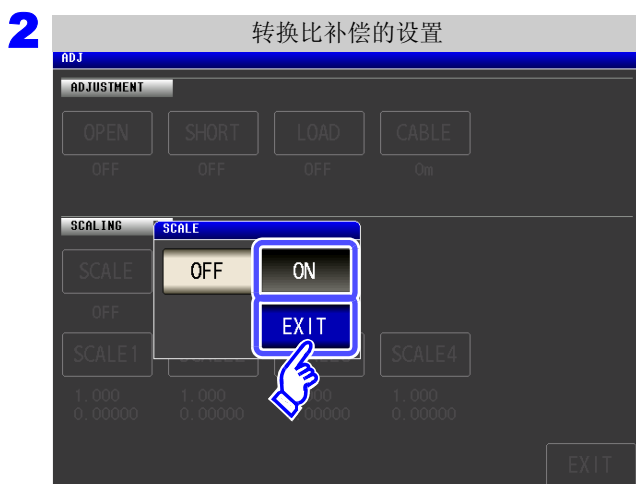 2
转换比补偿的设置
ADJ
ADJUSTMENT
OPEN SHORT LOAD CABLE
OFF OFF OFF 0m
SCALING
SCALE
SCALE OFF ON
OFF
EXIT
SCALE1 SCALE4
1.000 1.000 1.000
0.00000 0.00000 0.00000
EXIT